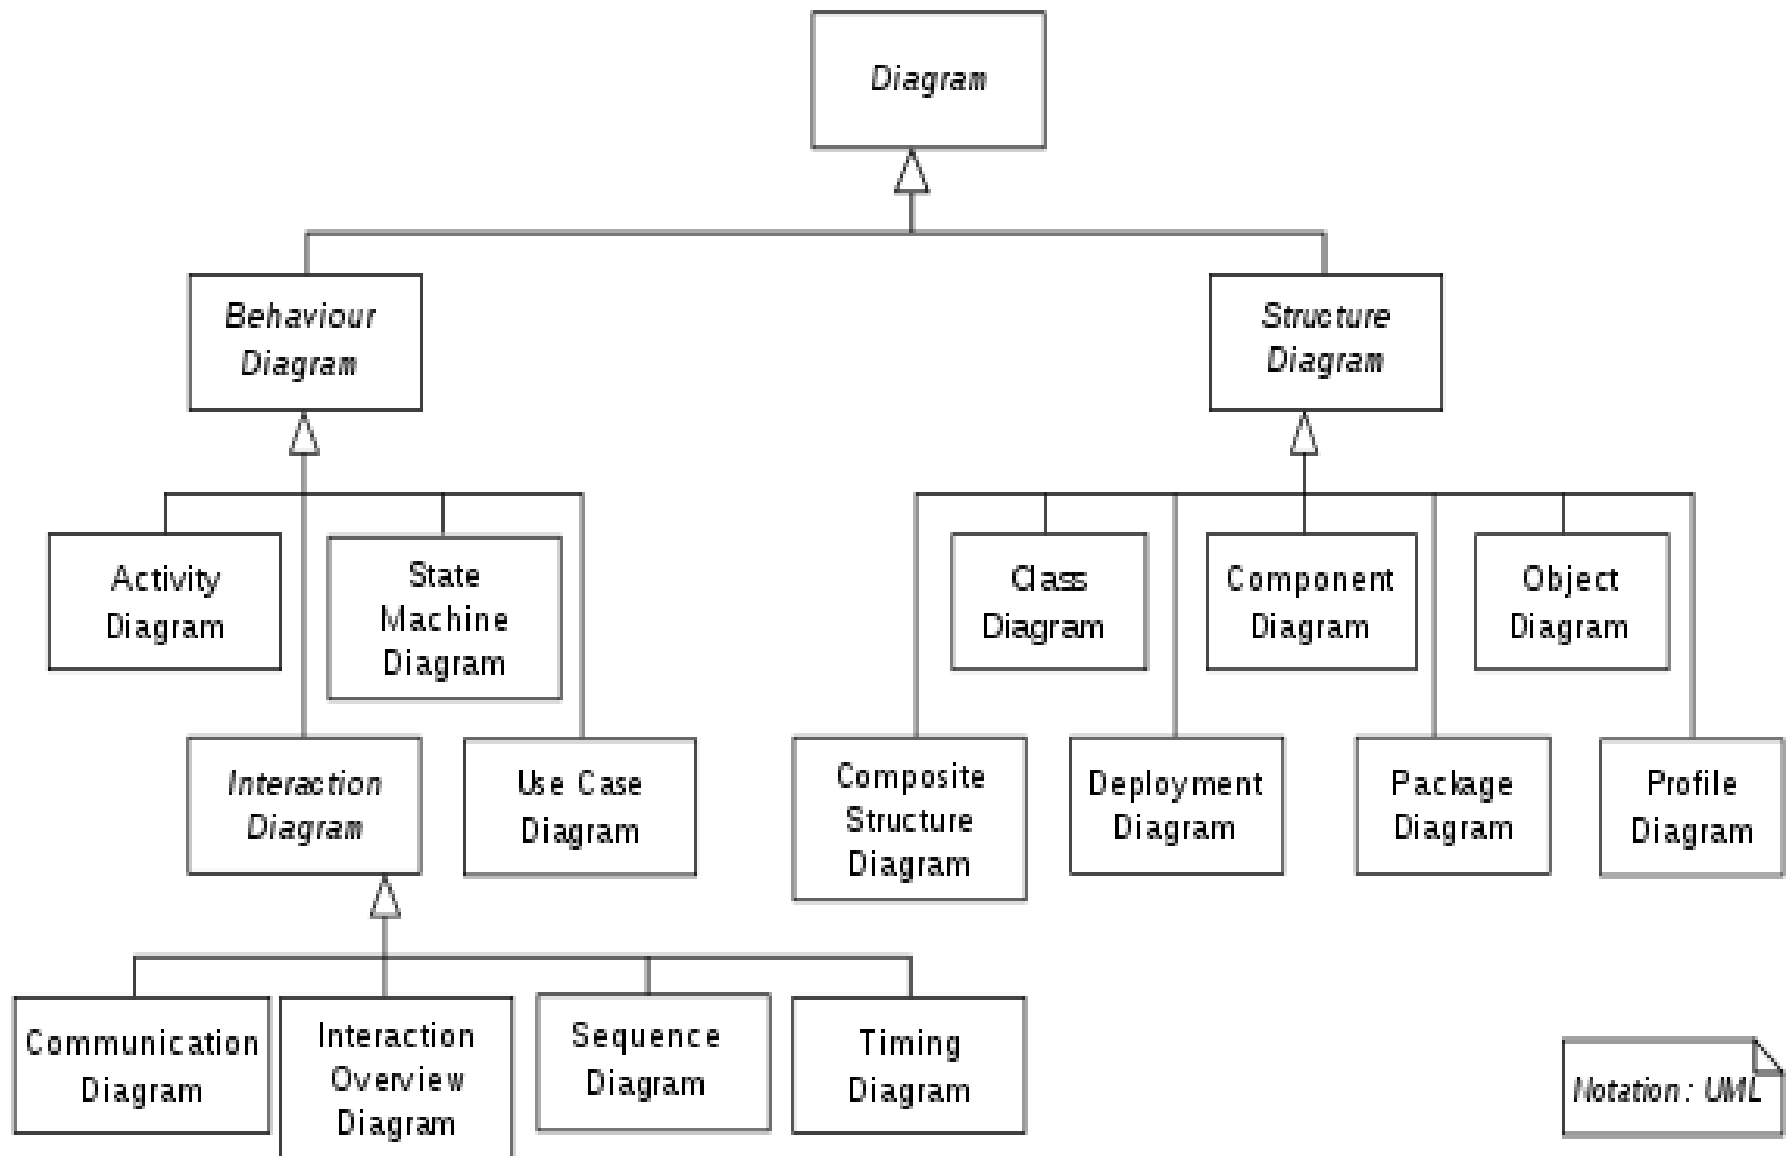 Diagram
Behaviour
Diagram
Structure
Diagram
Activity
Diagram
State
Machine
Diagram
Class
Diagram
Component
Diagram
Object
Diagram
Interaction
Diagram
Use Case
Diagram
Composite
Structure
Diagram
Deployment
Diagram
Package
Diagram
Profile
Diagram
Communication
Diagram
Interaction
Overview
Diagram
Sequence
Diagram
Timing
Diagram
Notation: UML